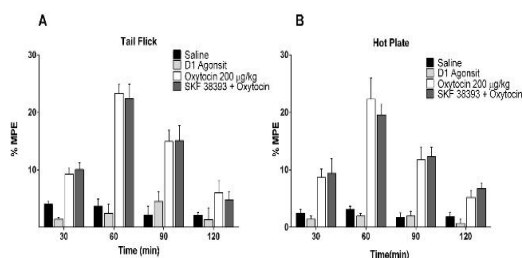 A
Tail Flick
Saline
D1 Agonsit
Oxytocin 200 µg/kg
SKF 38393 + Oxytocin
30
20
10
0
% MPE
30 60 90 120
Time (min)
B
Hot Plate
Saline
D1 Agonsit
Oxytocin 200 µg/kg
SKF 38393 + Oxytocin
30
20
10
0
% MPE
30 60 90 120
Time(min)